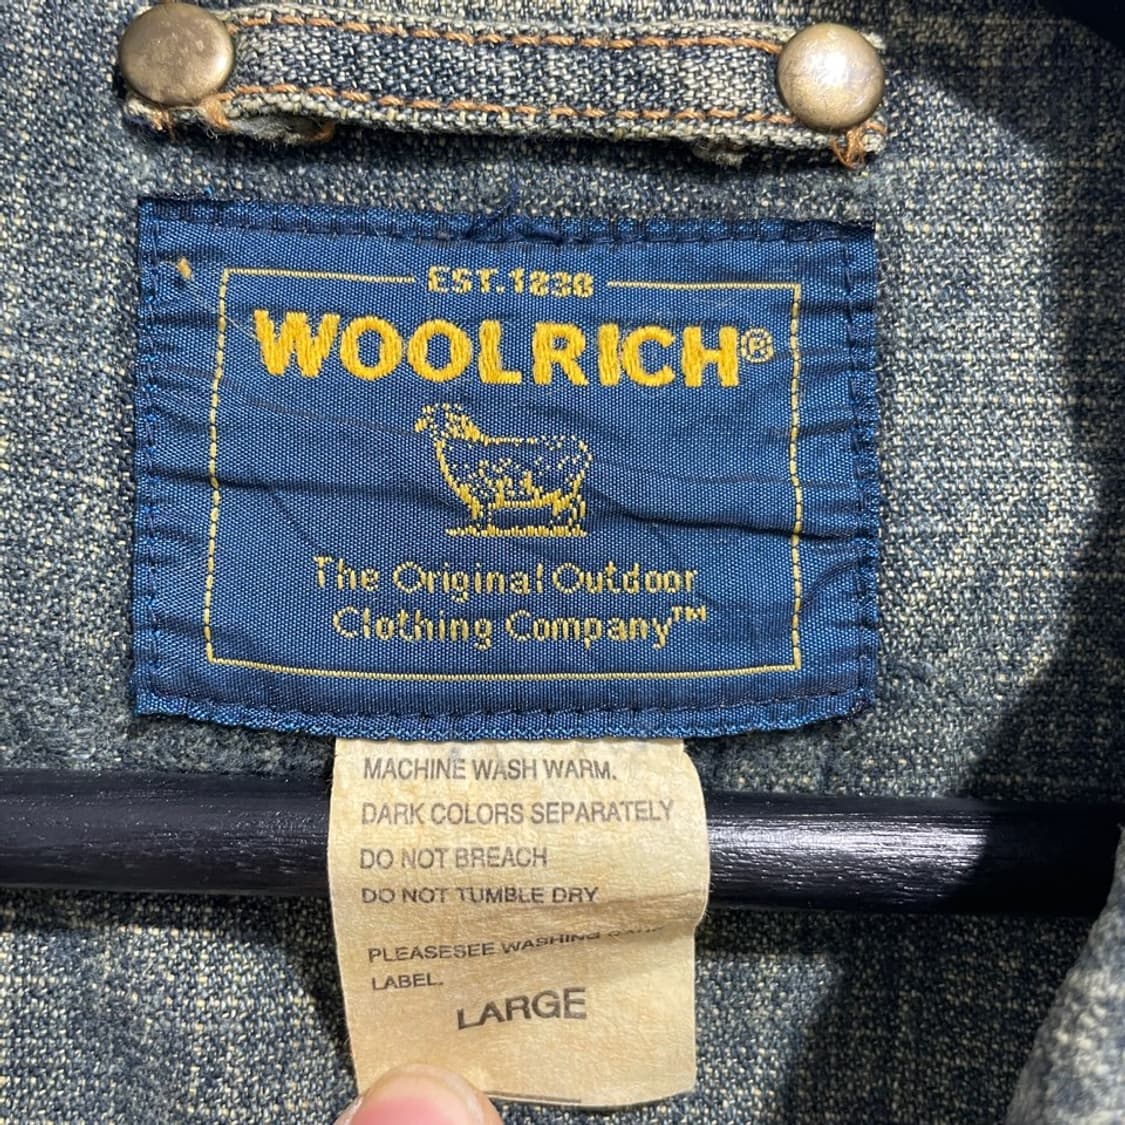 EST. 1830
WOOLRICH®
The Original Outdoor
Clothing Company™
MACHINE WASH WARM.
DARK COLORS SEPARATELY
DO NOT BREACH
DO NOT TUMBLE DRY
PLEASESEE WASHING
LABEL.
LARGE